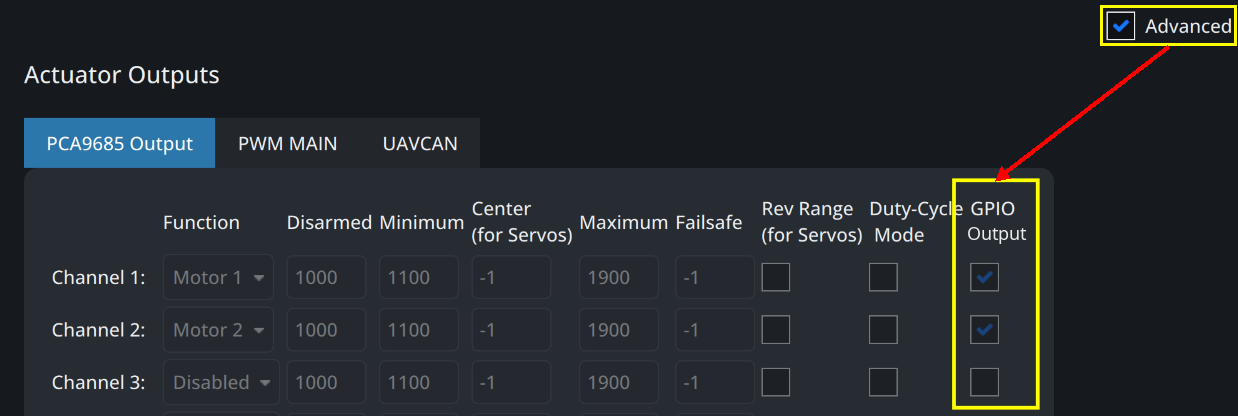 Advanced
Actuator Outputs
PCA9685 Output PWM MAIN UAVCAN
Function Disarmed Minimum Center (for Servos) Maximum Failsafe Rev Range (for Servos) Duty-Cycle Mode GPIO Output
Channel 1: Motor 1 1000 1100 -1 1900 -1
Channel 2: Motor 2 1000 1100 -1 1900 -1
Channel 3: Disabled 1000 1100 -1 1900 -1